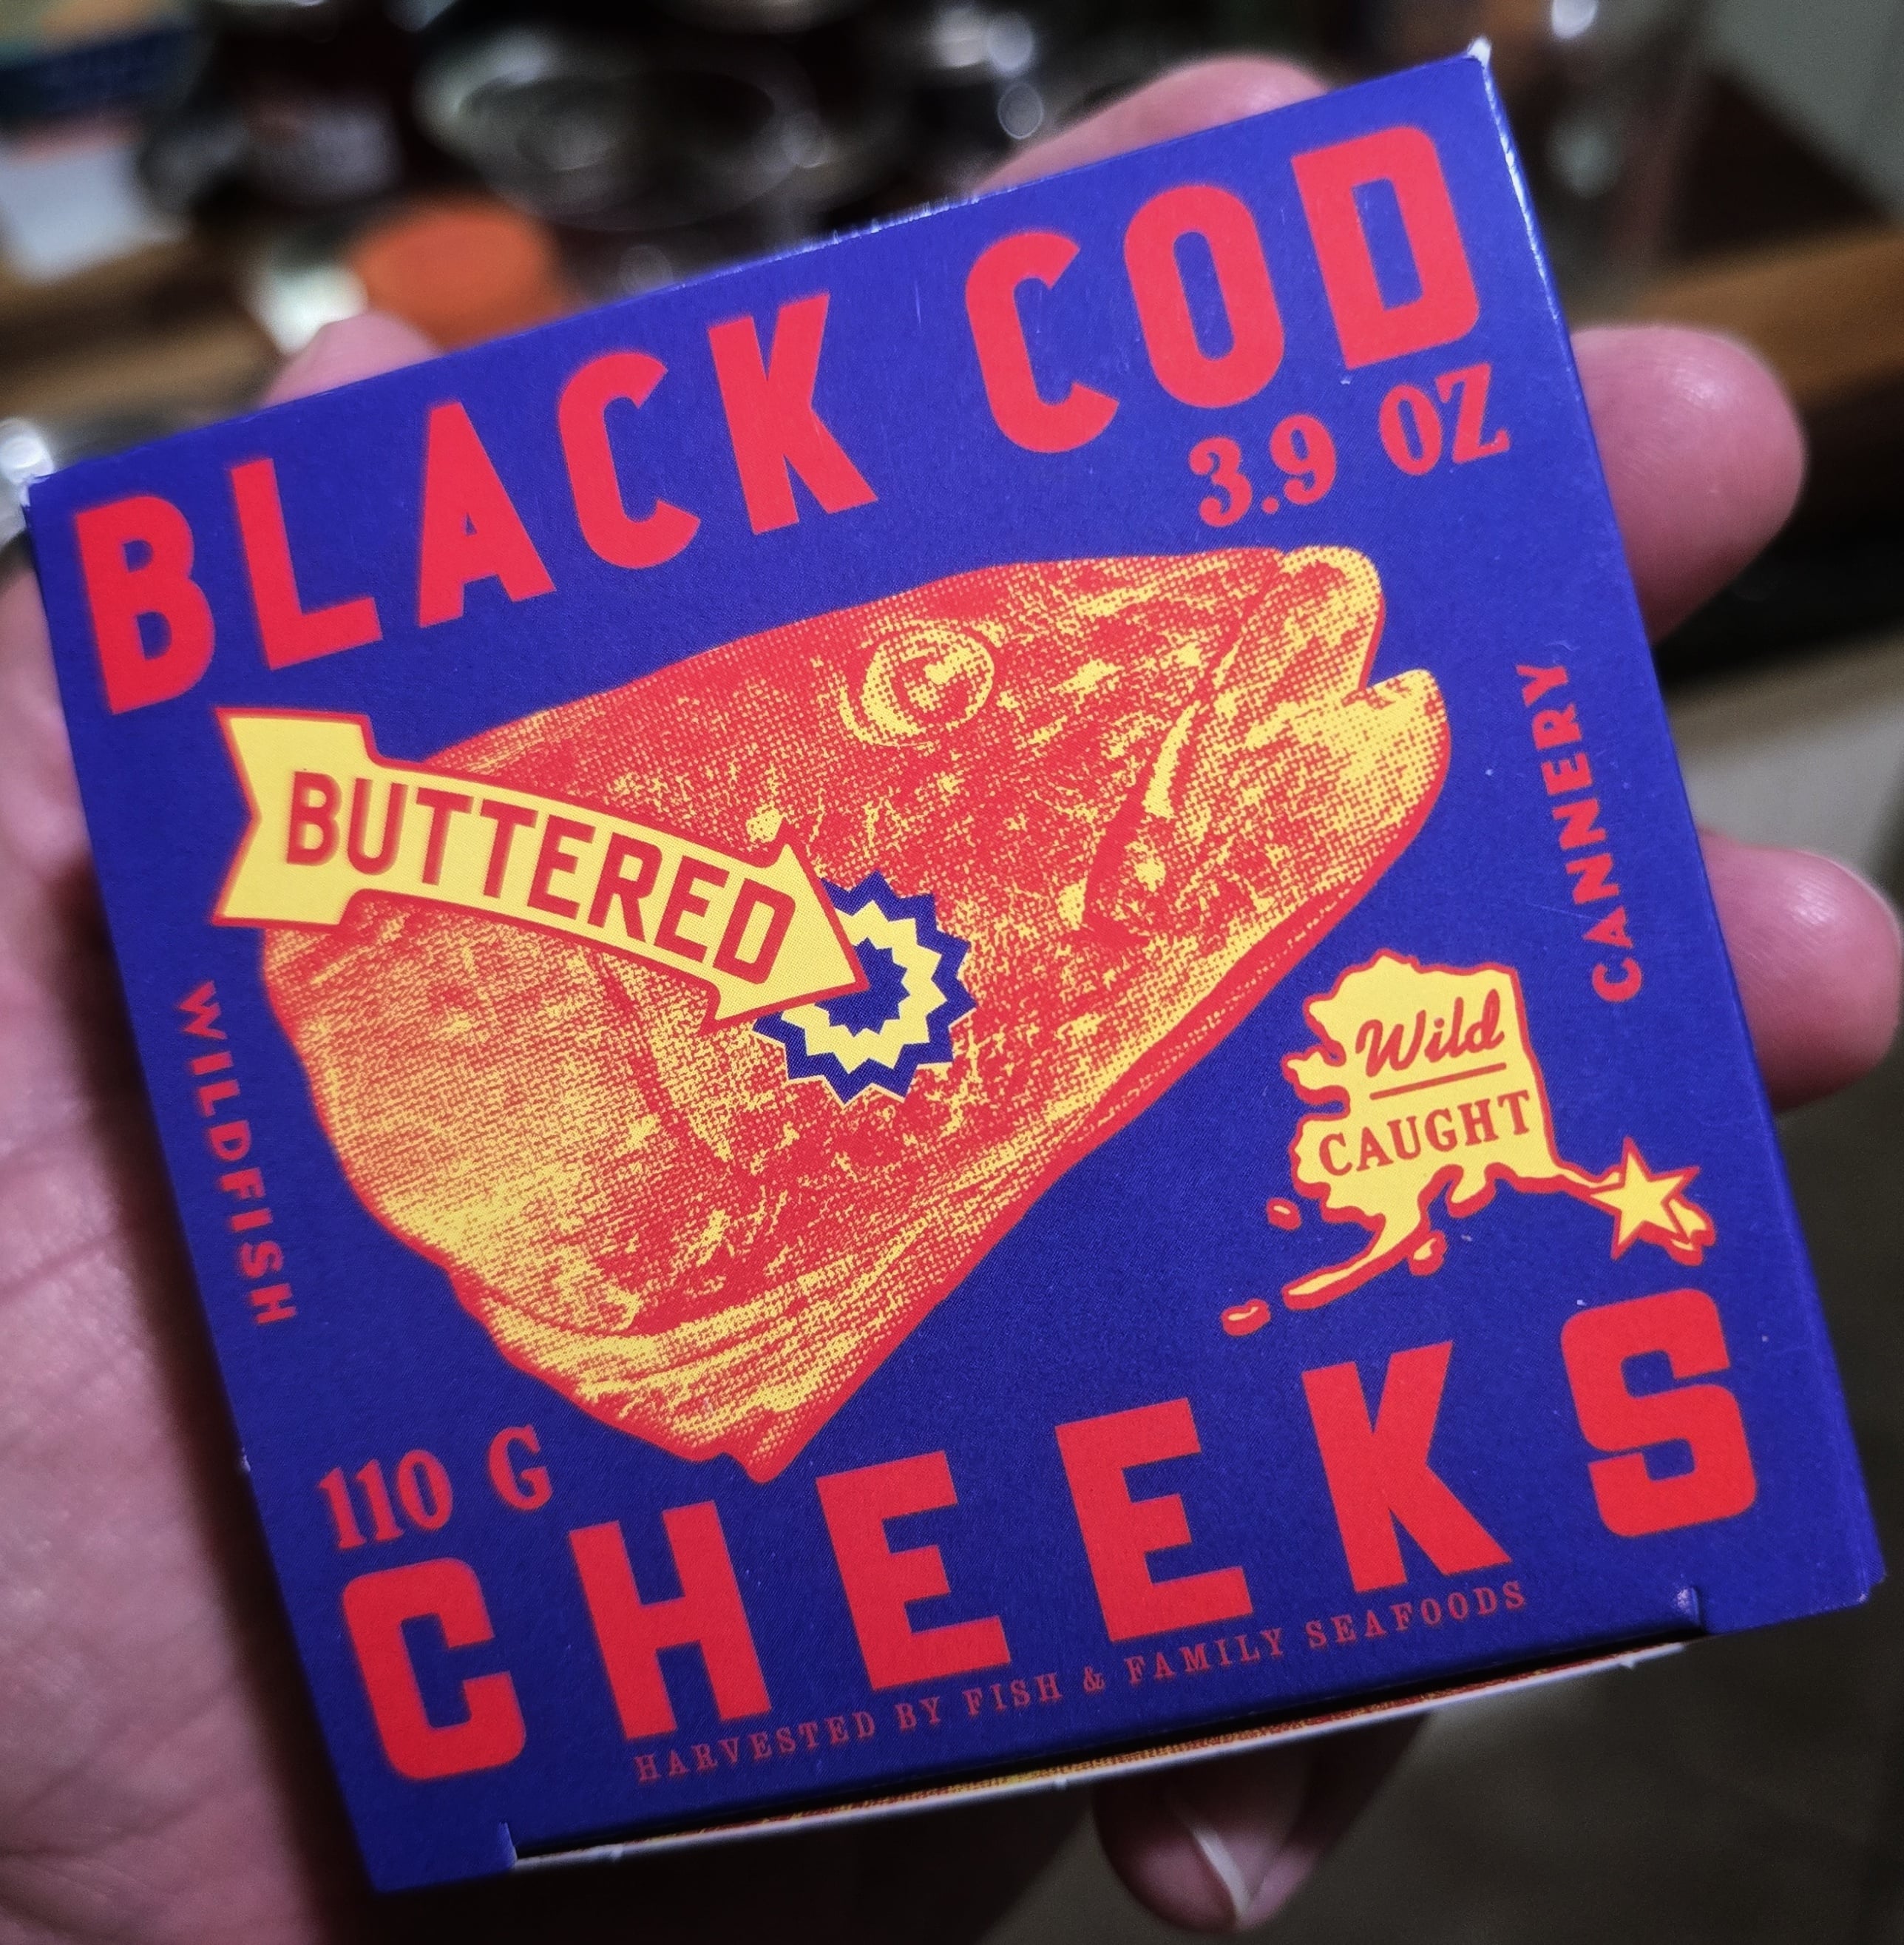 BLACK COD
3.9 OZ
BUTTERED
WILDFISH
CANNERY
Wild
CAUGHT
110 G
CHEEKS
HARVESTED BY FISH & FAMILY SEAFOODS